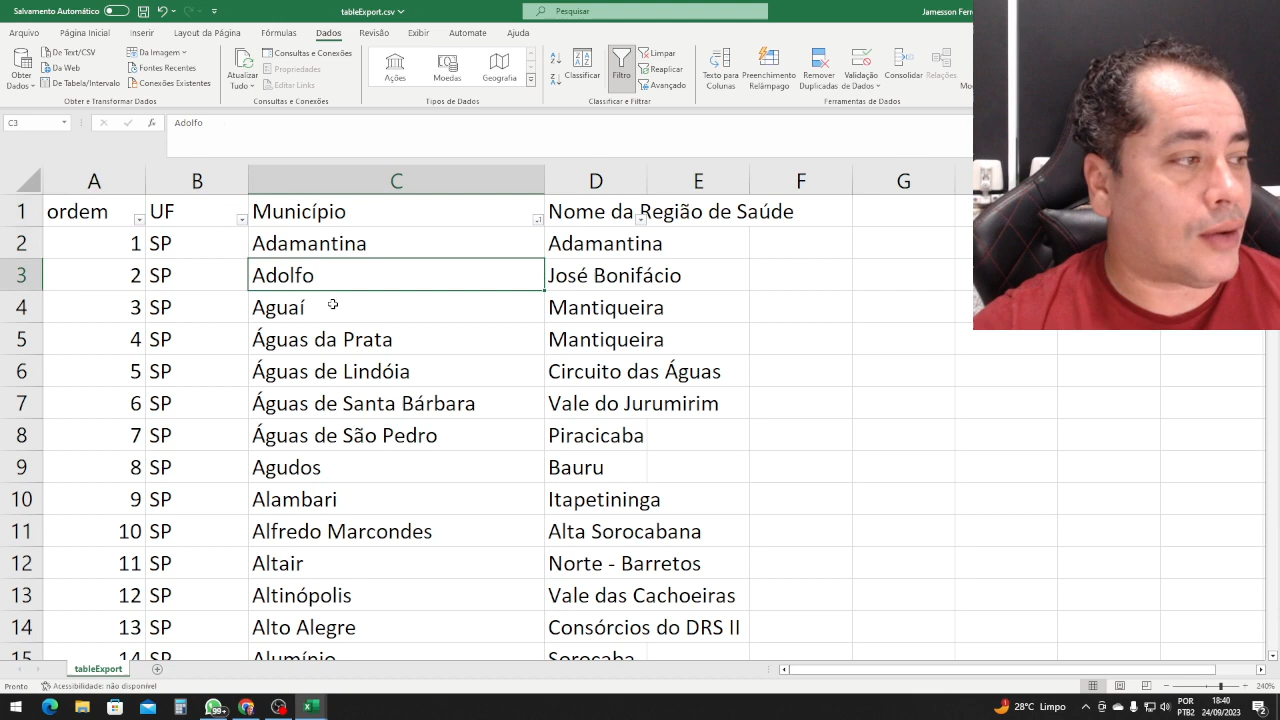 Salvamento Automático
tableExport.csv
Pesquisar
Jamesson Ferr
Arquivo Página Inicial Inserir Layout da Página Fórmulas Dados Revisão Exibir Automate Ajuda
Obter Dados
De Text/CSV
Da Web
De Tabela/Intervalo
Da Imagem
Fontes Recentes
Conexões Existentes
Obter e Transformar Dados
Atualizar Tudo
Consultas e Conexões
Propriedades
Editar Links
Consultas e Conexões
Ações
Moedas
Geografia
Tipos de Dados
Classificar
Filtro
Limpar
Reaplicar
Avançado
Classificar e Filtrar
Texto para Colunas
Preenchimento Relâmpago
Remover Duplicadas
Validação de Dados
Consolidar
Relações
Ferramentas de Dados
C3
Adolfo
A B C D E F G
1 ordem UF Município Nome da Região de Saúde
2 1 SP Adamantina Adamantina
3 2 SP Adolfo José Bonifácio
4 3 SP Aguaí Mantiqueira
5 4 SP Águas da Prata Mantiqueira
6 5 SP Águas de Lindóia Circuito das Águas
7 6 SP Águas de Santa Bárbara Vale do Jurumirim
8 7 SP Águas de São Pedro Piracicaba
9 8 SP Agudos Bauru
10 9 SP Alambari Itapetininga
11 10 SP Alfredo Marcondes Alta Sorocabana
12 11 SP Altair Norte - Barretos
13 12 SP Altinópolis Vale das Cachoeiras
14 13 SP Alto Alegre Consórcios do DRS II
15 14 SP Alumínio Sorocaba
tableExport
Pronto Acessibilidade: não disponível
240%
99+
28°C Limpo
POR
PTB2
18:40
24/09/2023
2